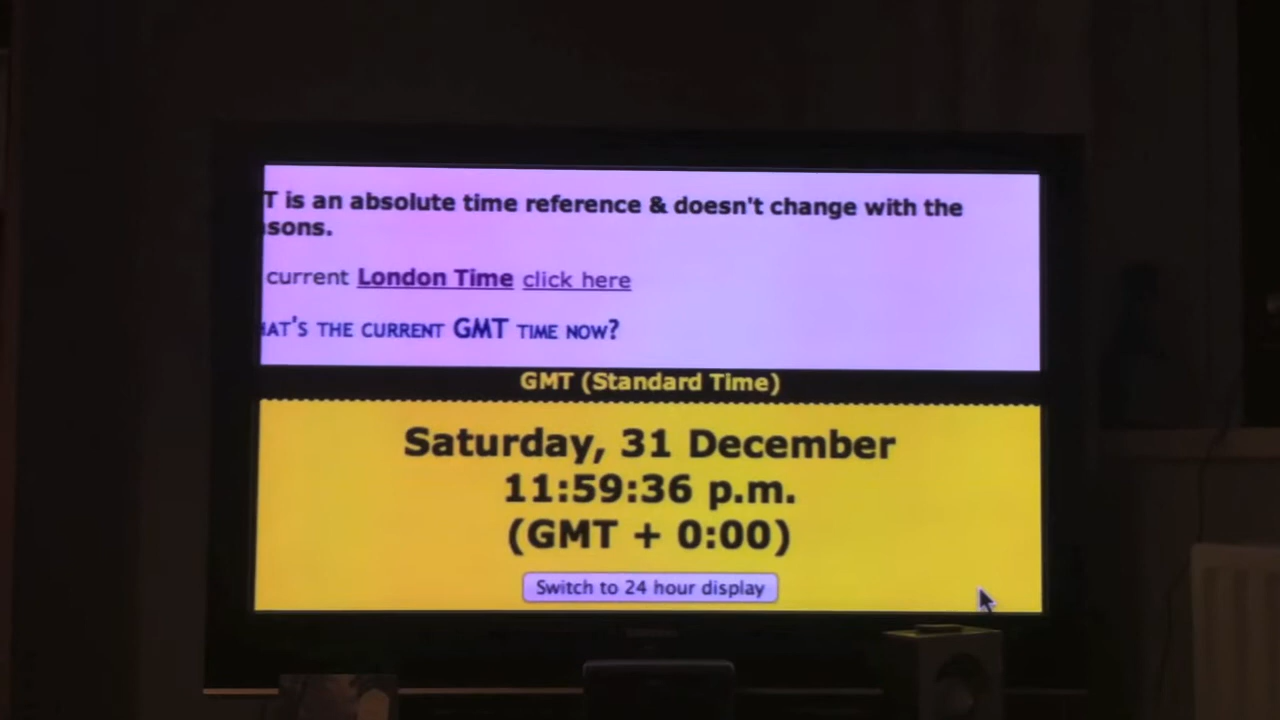 T is an absolute time reference & doesn't change with the
sons.
current London Time click here
AT'S THE CURRENT GMT TIME NOW?
GMT (Standard Time)
Saturday, 31 December
11:59:36 p.m.
(GMT + 0:00)
Switch to 24 hour display